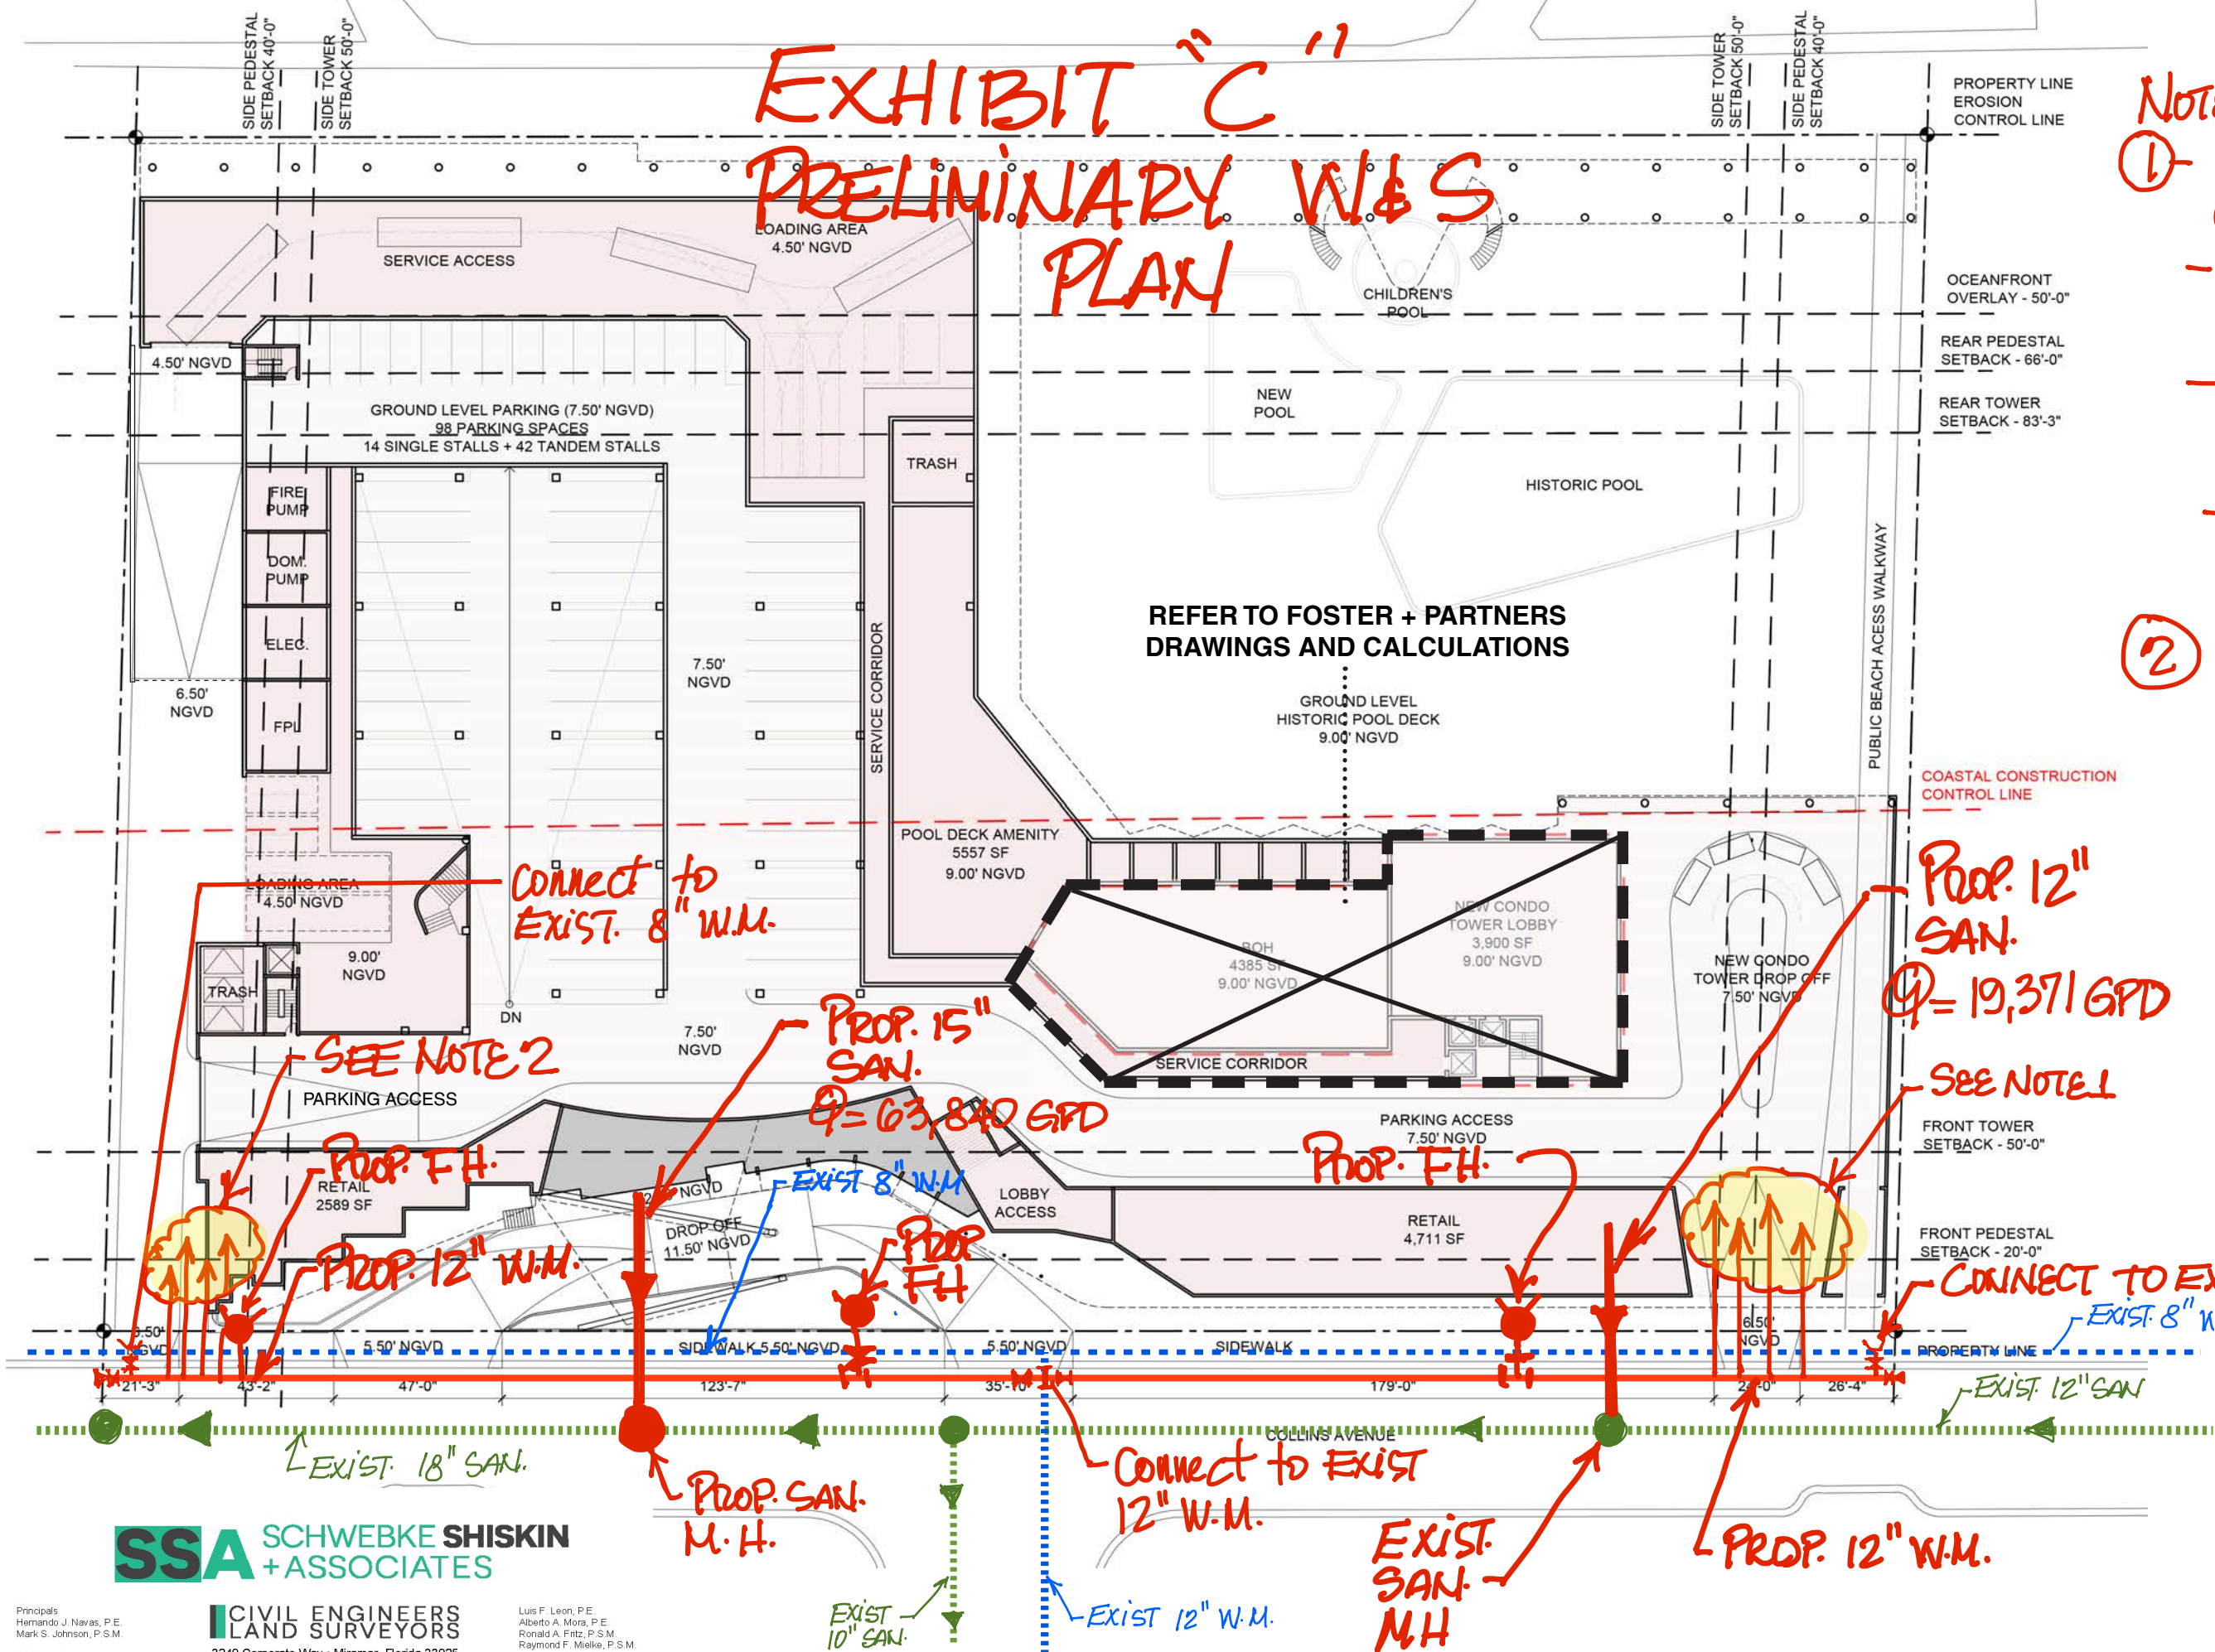 SIDE PEDESTAL
SETBACK 40'-0"
SIDE TOWER
SETBACK 50'-0"
EXHIBIT "C"
PRELIMINARY W&S
PLAN
SIDE TOWER
SETBACK 50'-0"
SIDE PEDESTAL
SETBACK 40'-0"
PROPERTY LINE
EROSION
CONTROL LINE
1
LOADING AREA
4.50' NGVD
SERVICE ACCESS
CHILDREN'S
POOL
OCEANFRONT
OVERLAY - 50'-0"
4.50' NGVD
REAR PEDESTAL
SETBACK - 66'-0"
GROUND LEVEL PARKING (7.50' NGVD)
98 PARKING SPACES
14 SINGLE STALLS + 42 TANDEM STALLS
NEW
POOL
REAR TOWER
SETBACK - 83'-3"
TRASH
HISTORIC POOL
FIRE
PUMP
DOM.
PUMP
ELEC.
FPL
6.50'
NGVD
7.50'
NGVD
SERVICE CORRIDOR
REFER TO FOSTER + PARTNERS
DRAWINGS AND CALCULATIONS
GROUND LEVEL
HISTORIC POOL DECK
9.00' NGVD
PUBLIC BEACH ACESS WALKWAY
2
COASTAL CONSTRUCTION
CONTROL LINE
POOL DECK AMENITY
5557 SF
9.00' NGVD
LOADING AREA
4.50' NGVD
Connect to
EXIST. 8" W.M.
9.00'
NGVD
TRASH
DN
BOH
4385 SF
9.00' NGVD
NEW CONDO
TOWER LOBBY
3,900 SF
9.00' NGVD
NEW CONDO
TOWER DROP OFF
7.50' NGVD
PROP. 12"
SAN.
Q = 19,371 GPD
7.50'
NGVD
PROP. 15"
SAN.
Q = 63,840 GPD
SERVICE CORRIDOR
SEE NOTE 2
PARKING ACCESS
SEE NOTE 1
PARKING ACCESS
7.50' NGVD
FRONT TOWER
SETBACK - 50'-0"
PROP. FH.
RETAIL
2589 SF
NGVD
EXIST 8" W.M
PROP. FH.
LOBBY
ACCESS
RETAIL
4,711 SF
DROP OFF
11.50' NGVD
PROP
FH
FRONT PEDESTAL
SETBACK - 20'-0"
PROP. 12" W.M.
CONNECT TO
EXIST. 8"
NGVD
5.50' NGVD
SIDEWALK 5.50' NGVD
5.50' NGVD
SIDEWALK
6.50'
NGVD
PROPERTY LINE
21'-3"
43'-2"
47'-0"
123'-7"
179'-0"
26'-4"
EXIST. 12" SAN
COLLINS AVENUE
EXIST. 18" SAN.
PROP. SAN.
M.H.
Connect to EXIST
12" W.M.
EXIST.
SAN.
MH
PROP. 12" W.M.
EXIST
10" SAN.
EXIST 12" W.M.
SSA SCHWEBKE SHISKIN
+ ASSOCIATES
CIVIL ENGINEERS
LAND SURVEYORS
Principals
Hernando J. Navas, P.E.
Mark S. Johnson, P.S.M.
Luis F. Leon, P.E.
Alberto A. Mora, P.E.
Ronald A. Fritz, P.S.M.
Raymond F. Mielke, P.S.M.